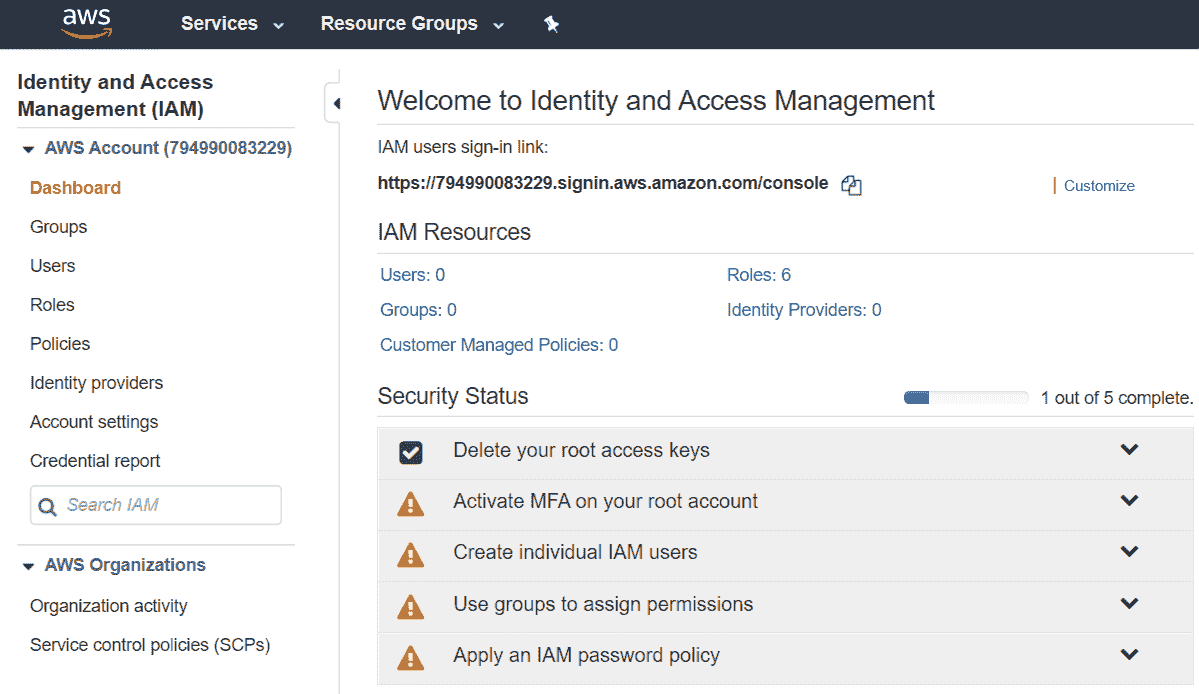 aws
Services
Resource Groups
Identity and Access
Management (IAM)
AWS Account (794990083229)
Dashboard
Groups
Users
Roles
Policies
Identity providers
Account settings
Credential report
Search IAM
AWS Organizations
Organization activity
Service control policies (SCPs)
Welcome to Identity and Access Management
IAM users sign-in link:
https://794990083229.signin.aws.amazon.com/console
Customize
IAM Resources
Users: 0
Roles: 6
Groups: 0
Identity Providers: 0
Customer Managed Policies: 0
Security Status
1 out of 5 complete.
Delete your root access keys
Activate MFA on your root account
Create individual IAM users
Use groups to assign permissions
Apply an IAM password policy